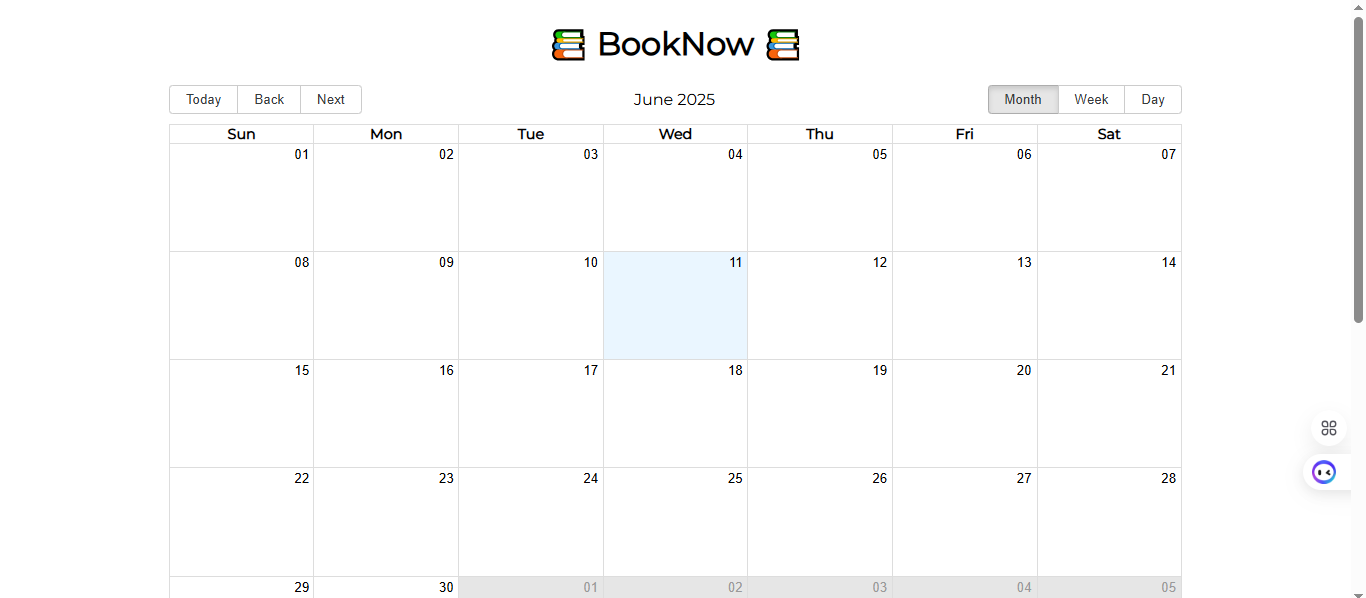 BookNow
Today Back Next June 2025 Month Week Day
Sun Mon Tue Wed Thu Fri Sat
01 02 03 04 05 06 07
08 09 10 11 12 13 14
15 16 17 18 19 20 21
22 23 24 25 26 27 28
29 30 01 02 03 04 05